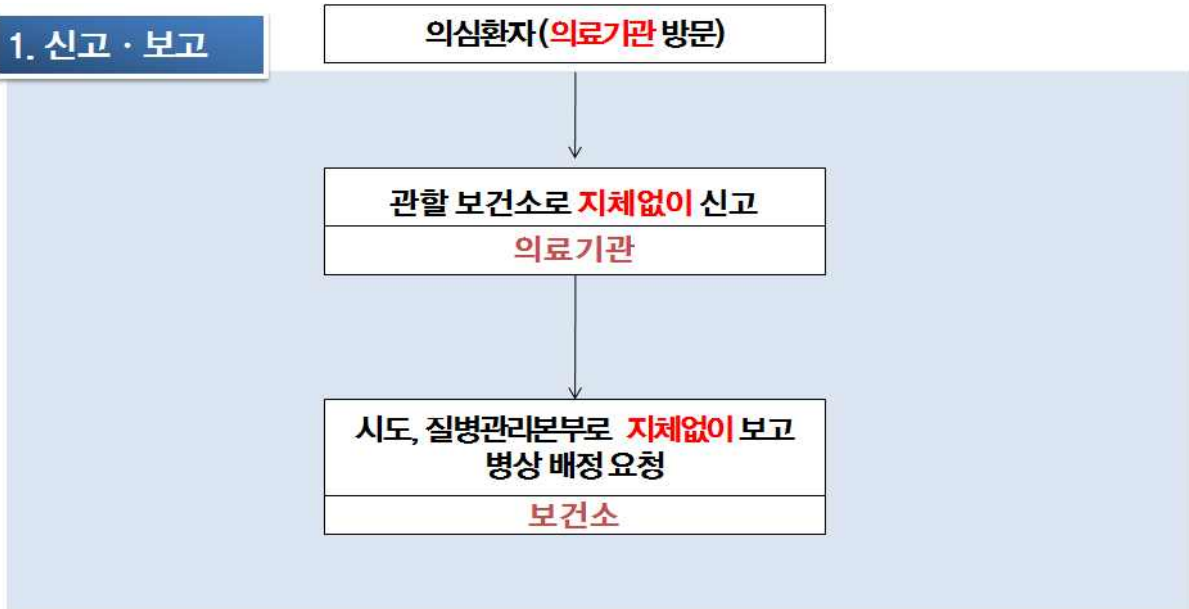 1. 신고 · 보고
의심환자(의료기관 방문)
관할 보건소로 지체없이 신고
의료기관
시도, 질병관리본부로 지체없이 보고
병상 배정 요청
보건소